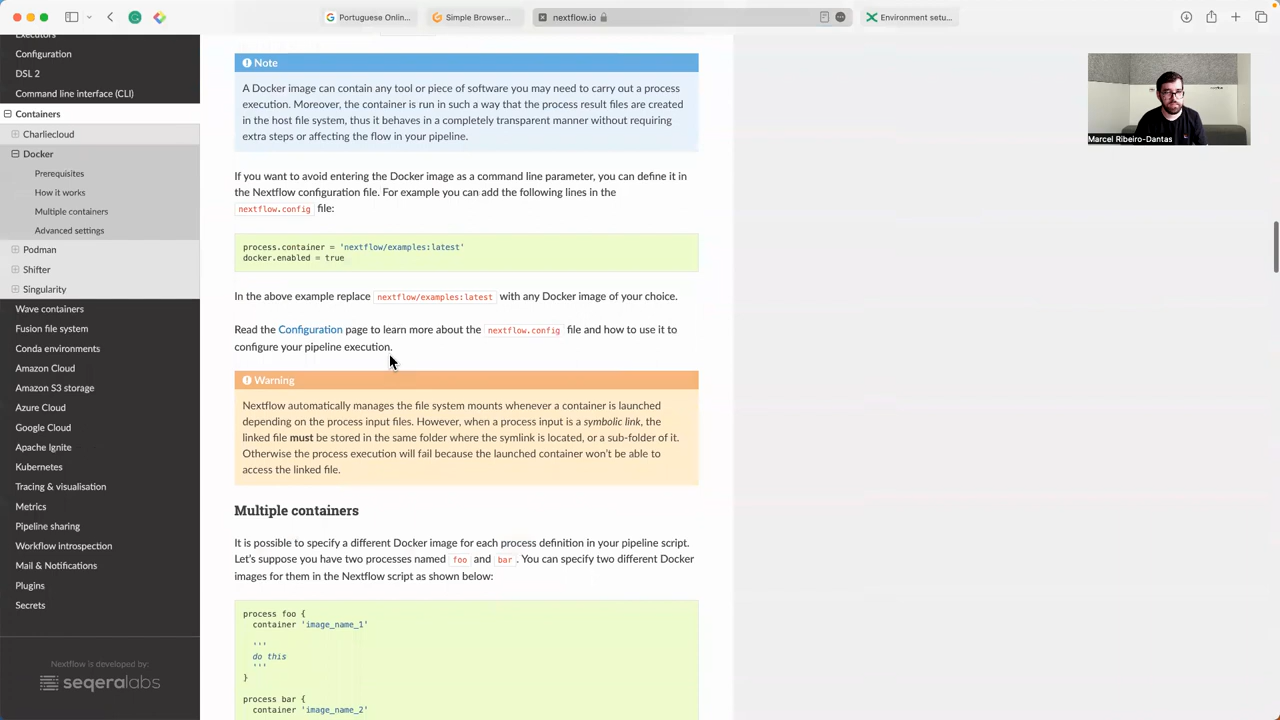 Portuguese Onlin...
Simple Browser...
nextflow.io
Environment setu...
Executors
Configuration
DSL 2
Command line interface (CLI)
Containers
Charliecloud
Docker
Prerequisites
How it works
Multiple containers
Advanced settings
Podman
Shifter
Singularity
Wave containers
Fusion file system
Conda environments
Amazon Cloud
Amazon S3 storage
Azure Cloud
Google Cloud
Apache Ignite
Kubernetes
Tracing & visualisation
Metrics
Pipeline sharing
Workflow introspection
Mail & Notifications
Plugins
Secrets
Nextflow is developed by:
seqeralabs
Note
A Docker image can contain any tool or piece of software you may need to carry out a process
execution. Moreover, the container is run in such a way that the process result files are created
in the host file system, thus it behaves in a completely transparent manner without requiring
extra steps or affecting the flow in your pipeline.
If you want to avoid entering the Docker image as a command line parameter, you can define it in
the Nextflow configuration file. For example you can add the following lines in the
nextflow.config file:
process.container = 'nextflow/examples:latest'
docker.enabled = true
In the above example replace nextflow/examples:latest with any Docker image of your choice.
Read the Configuration page to learn more about the nextflow.config file and how to use it to
configure your pipeline execution.
Warning
Nextflow automatically manages the file system mounts whenever a container is launched
depending on the process input files. However, when a process input is a symbolic link, the
linked file must be stored in the same folder where the symlink is located, or a sub-folder of it.
Otherwise the process execution will fail because the launched container won't be able to
access the linked file.
Multiple containers
It is possible to specify a different Docker image for each process definition in your pipeline script.
Let's suppose you have two processes named foo and bar. You can specify two different Docker
images for them in the Nextflow script as shown below:
process foo {
container 'image_name_1'
'''
do this
'''
}
process bar {
container 'image_name_2'
Marcel Ribeiro-Dantas